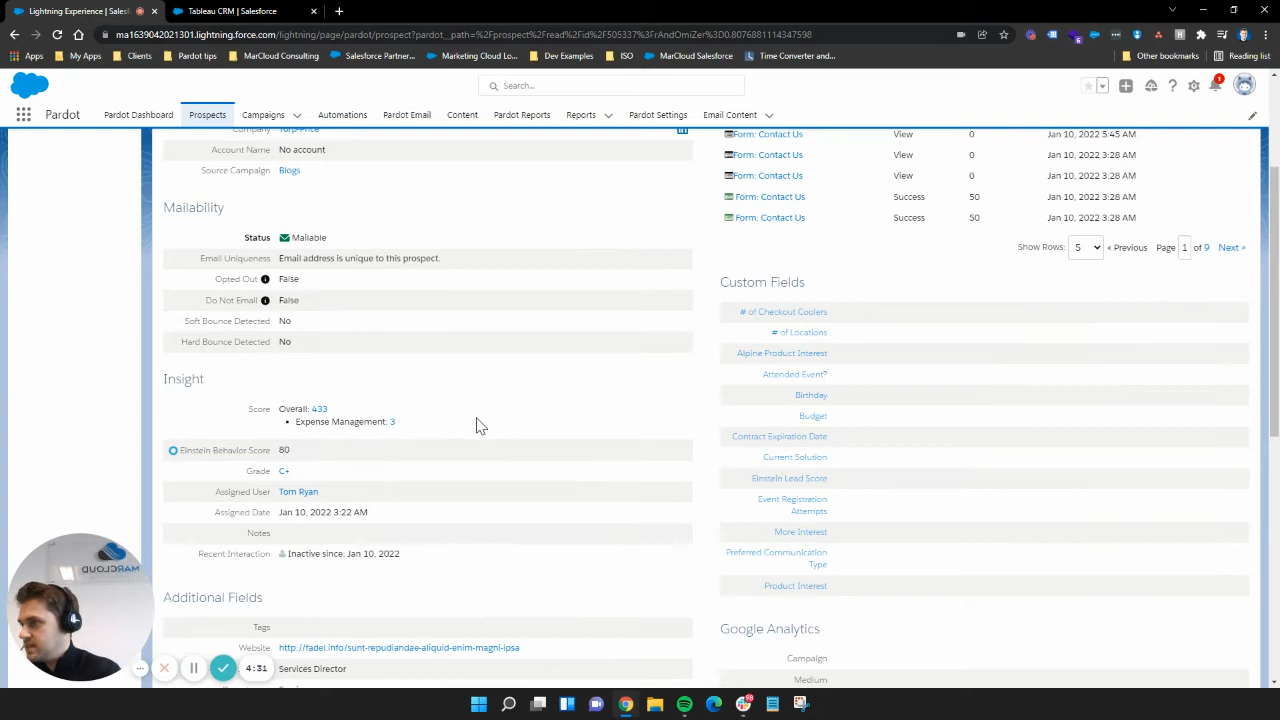 Lightning Experience | Salesf
Tableau CRM | Salesforce
ma1639042021301.lightning.force.com/lightning/page/pardot/prospect?pardot__path=%2Fprospect%2Fread%2Fid%2F505337%2FrAndOmiZer%3D0.8076881114347598
Apps
My Apps
Clients
Pardot tips
MarCloud Consulting
Salesforce Partner...
Marketing Cloud Lo...
Dev Examples
ISO
MarCloud Salesforce
Time Converter and...
Other bookmarks
Reading list
Search...
1
Pardot
Pardot Dashboard
Prospects
Campaigns
Automations
Pardot Email
Content
Pardot Reports
Reports
Pardot Settings
Email Content
Company Torp-Price
Account Name No account
Source Campaign Blogs
Mailability
Status Mailable
Email Uniqueness Email address is unique to this prospect.
Opted Out False
Do Not Email False
Soft Bounce Detected No
Hard Bounce Detected No
Insight
Score Overall: 433
• Expense Management: 3
Einstein Behavior Score 80
Grade C+
Assigned User Tom Ryan
Assigned Date Jan 10, 2022 3:22 AM
Notes
Recent Interaction Inactive since: Jan 10, 2022
Additional Fields
Tags
Website http://fadel.info/sunt-repudiandae-aliquid-enim-magni-ipsa
Services Director
Form: Contact Us View 0 Jan 10, 2022 5:45 AM
Form: Contact Us View 0 Jan 10, 2022 3:28 AM
Form: Contact Us View 0 Jan 10, 2022 3:28 AM
Form: Contact Us Success 50 Jan 10, 2022 3:28 AM
Form: Contact Us Success 50 Jan 10, 2022 3:28 AM
Show Rows: 5 « Previous Page 1 of 9 Next »
Custom Fields
# of Checkout Coolers
# of Locations
Alpine Product Interest
Attended Event?
Birthday
Budget
Contract Expiration Date
Current Solution
Einstein Lead Score
Event Registration
Attempts
More Interest
Preferred Communication
Type
Product Interest
Google Analytics
Campaign
Medium
MARCLOUD
4:31
98